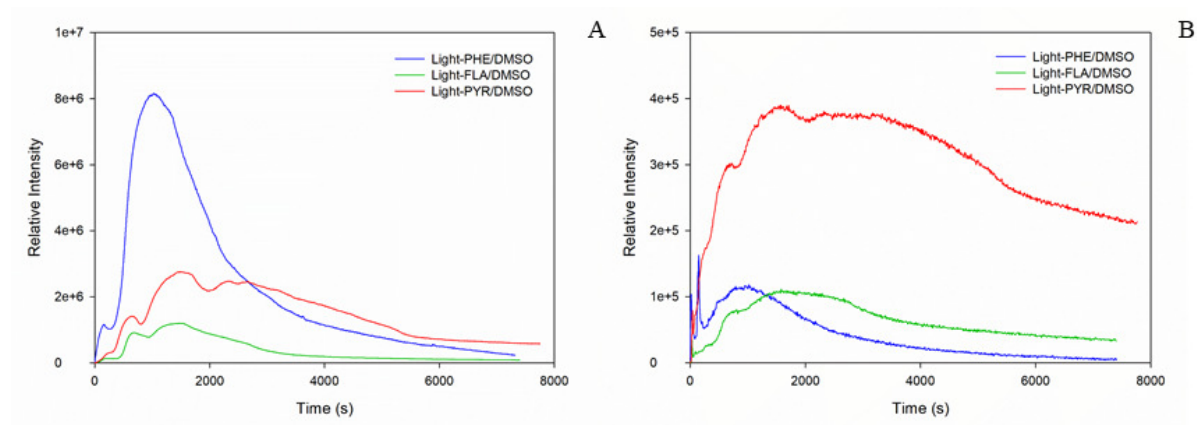 A
1e+7
8e+6
6e+6
4e+6
2e+6
0
Relative Intensity
Light-PHE/DMSO
Light-FLA/DMSO
Light-PYR/DMSO
0 2000 4000 6000 8000
Time (s)
B
5e+5
4e+5
3e+5
2e+5
1e+5
0
Relative Intensity
Light-PHE/DMSO
Light-FLA/DMSO
Light-PYR/DMSO
0 2000 4000 6000 8000
Time (s)